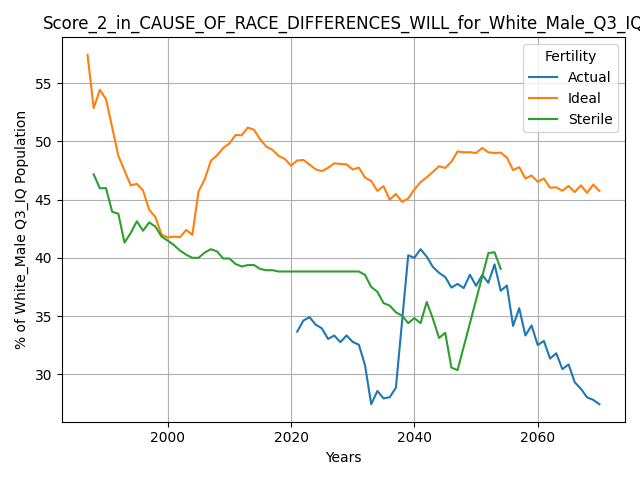 Score_2_in_CAUSE_OF_RACE_DIFFERENCES_WILL_for_White_Male_Q3_IQ
Fertility
Actual
Ideal
Sterile
% of White_Male Q3_IQ Population
55
50
45
40
35
30
2000
2020
2040
2060
Years